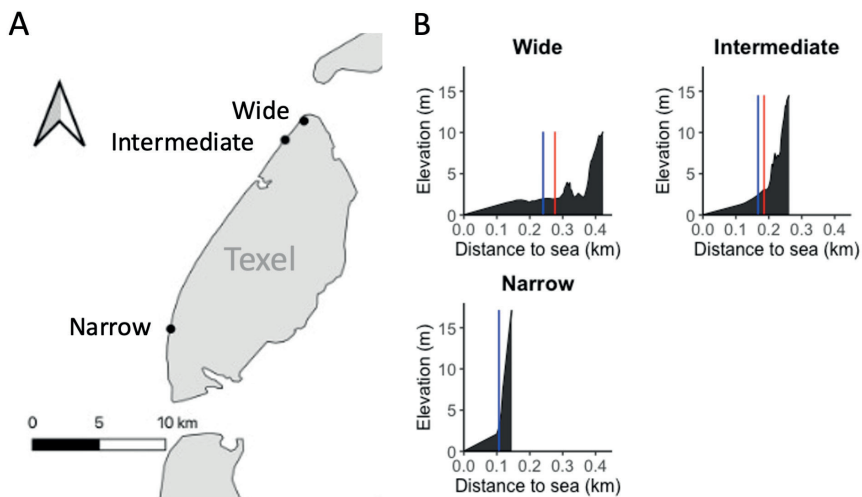 A
Wide
Intermediate
Texel
Narrow
0 5 10 km
B
Wide
Elevation (m)
15
10
5
0
0.0 0.1 0.2 0.3 0.4
Distance to sea (km)
Intermediate
Elevation (m)
15
10
5
0
0.0 0.1 0.2 0.3 0.4
Distance to sea (km)
Narrow
Elevation (m)
15
10
5
0
0.0 0.1 0.2 0.3 0.4
Distance to sea (km)